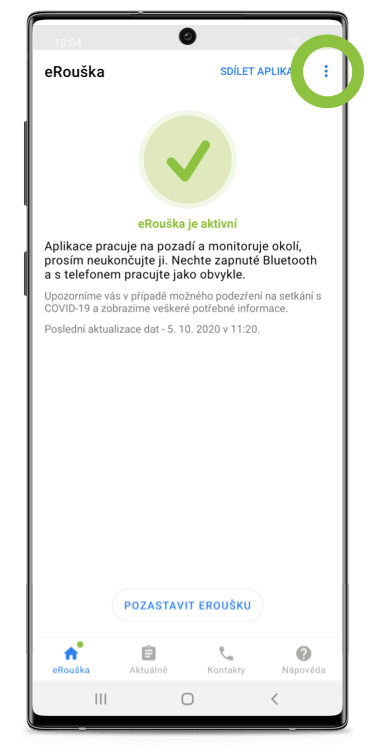 10:04
eRouška
SDÍLET APLIKA
eRouška je aktivní
Aplikace pracuje na pozadí a monitoruje okolí,
prosím neukončujte ji. Nechte zapnuté Bluetooth
a s telefonem pracujte jako obvykle.
Upozorníme vás v případě možného podezření na setkání s
COVID-19 a zobrazíme veškeré potřebné informace.
Poslední aktualizace dat - 5. 10. 2020 v 11:20.
POZASTAVIT EROUŠKU
eRouška
Aktuálně
Kontakty
Nápověda